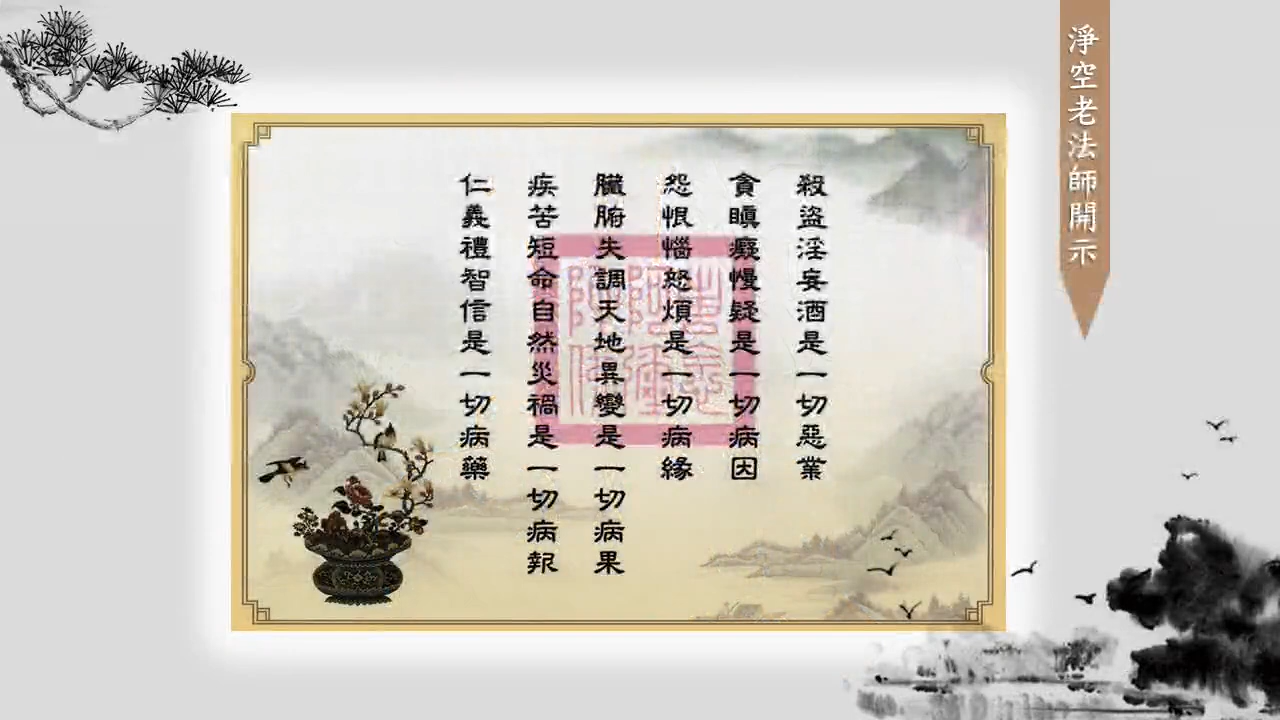 淨空老法師開示
殺盜淫妄酒是一切惡業
貪瞋癡慢疑是一切病因
怨恨惱怒煩是一切病緣
臟腑失調天地異變是一切病果
疾苦短命自然災禍是一切病報
仁義禮智信是一切病藥